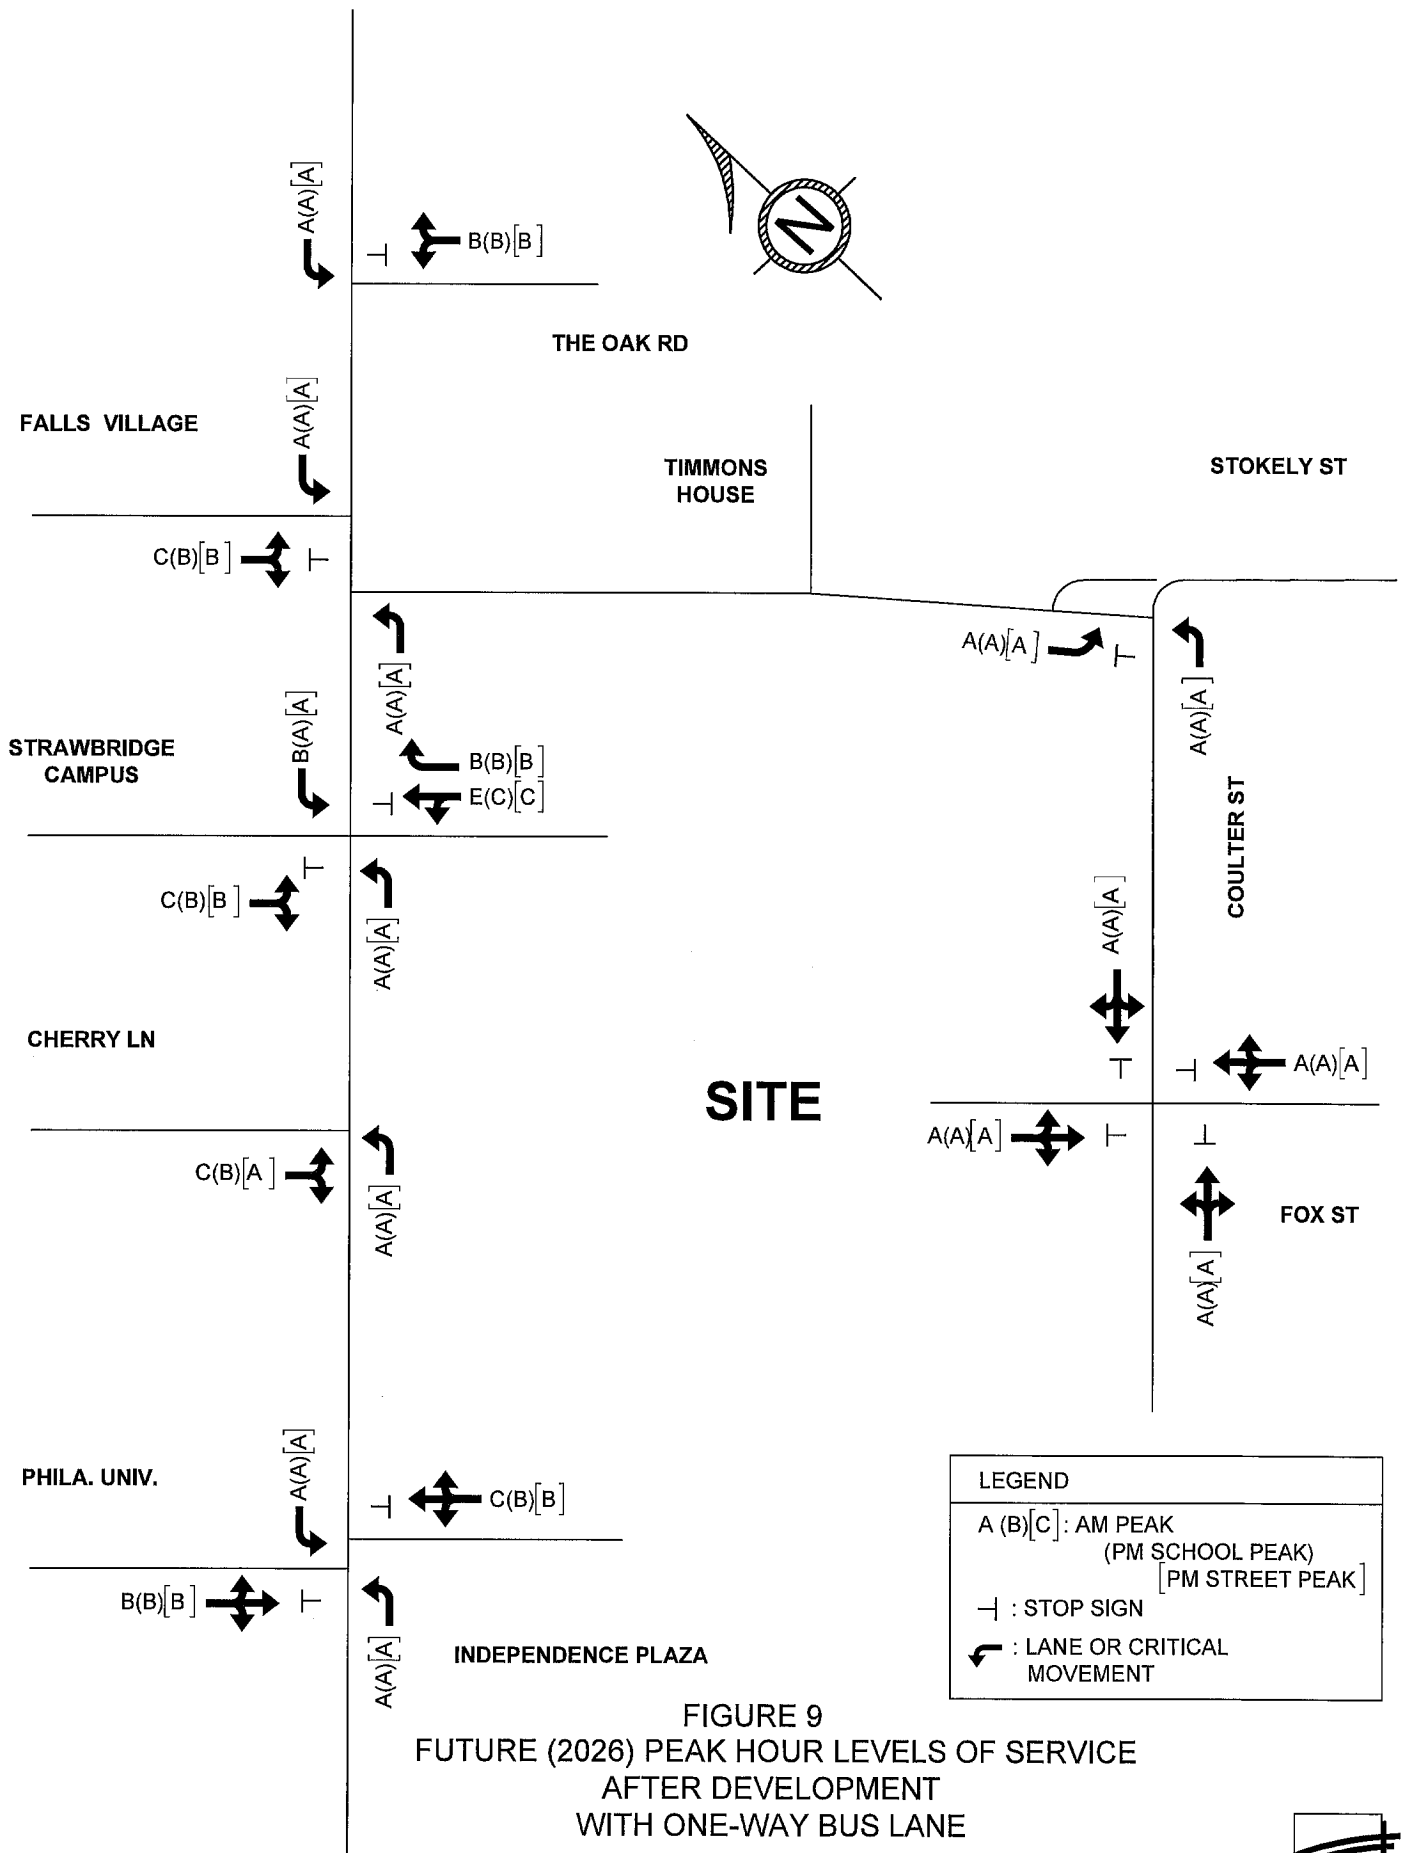 A(A)[A]
N
B(B)[B]
THE OAK RD
A(A)[A]
FALLS VILLAGE
TIMMONS
HOUSE
STOKELY ST
C(B)[B]
A(A)[A]
A(A)[A]
A(A)[A]
B(A)[A]
STRAWBRIDGE
CAMPUS
B(B)[B]
E(C)[C]
COULTER ST
C(B)[B]
A(A)[A]
A(A)[A]
CHERRY LN
SITE
A(A)[A]
A(A)[A]
C(B)[A]
A(A)[A]
FOX ST
A(A)[A]
A(A)[A]
PHILA. UNIV.
C(B)[B]
B(B)[B]
A(A)[A]
INDEPENDENCE PLAZA
LEGEND
A (B)[C] : AM PEAK
(PM SCHOOL PEAK)
[PM STREET PEAK]
: STOP SIGN
: LANE OR CRITICAL
MOVEMENT
FIGURE 9
FUTURE (2026) PEAK HOUR LEVELS OF SERVICE
AFTER DEVELOPMENT
WITH ONE-WAY BUS LANE